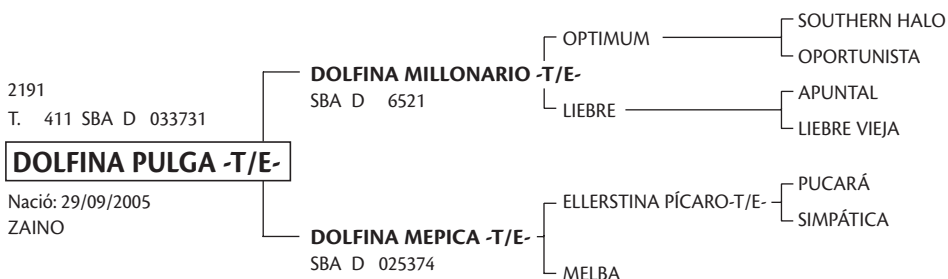 2191
T. 411 SBA D 033731
DOLFINA PULGA -T/E-
Nació: 29/09/2005
ZAINO
DOLFINA MILLONARIO -T/E-
SBA D 6521
DOLFINA MEPICA -T/E-
SBA D 025374
OPTIMUM
LIEBRE
ELLERSTINA PÍCARO-T/E-
MELBA
SOUTHERN HALO
OPORTUNISTA
APUNTAL
LIEBRE VIEJA
PUCARÁ
SIMPÁTICA